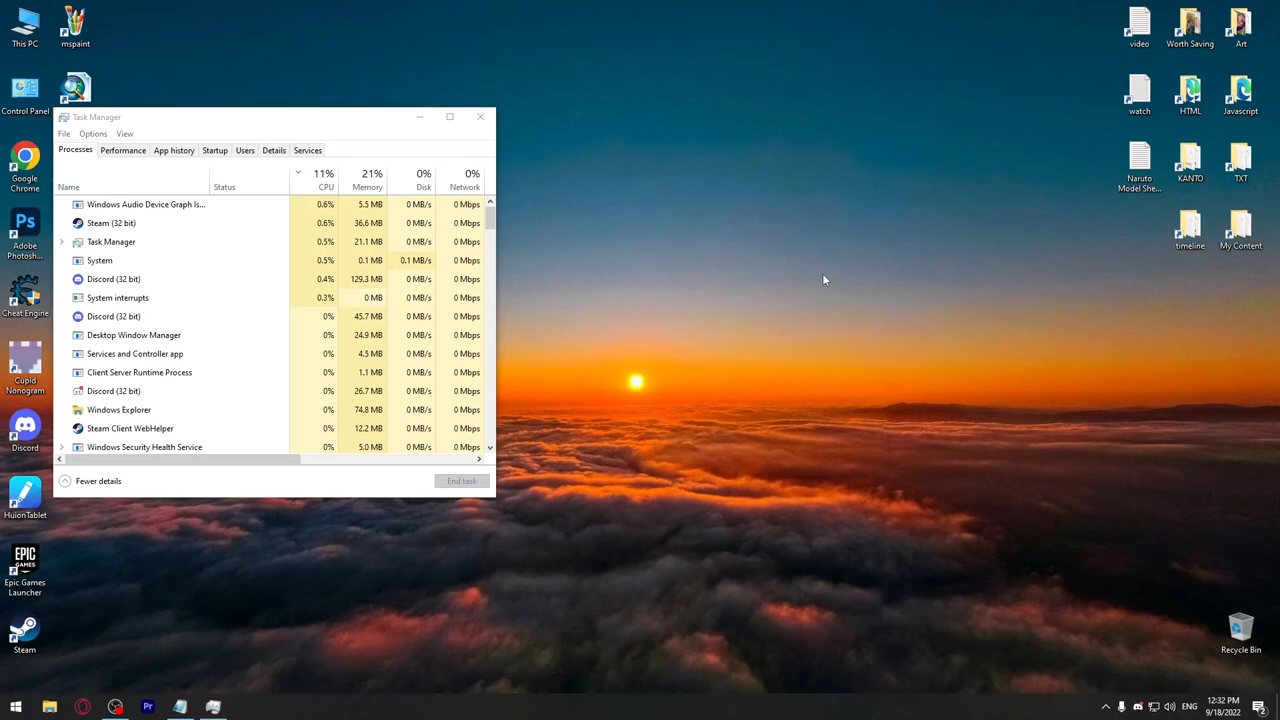 This PC
mspaint
video
Worth Saving
Art
Control Panel
watch
HTML
Javascript
Google Chrome
Naruto Model She...
KANTO
TXT
Adobe Photosh...
timeline
My Content
Cheat Engine
Cupid Nonogram
Discord
HuionTablet
EPIC GAMES
Epic Games Launcher
Steam
Recycle Bin
Task Manager
File Options View
Processes Performance App history Startup Users Details Services
11% 21% 0% 0%
Name Status CPU Memory Disk Network
Windows Audio Device Graph Is... 0.6% 5.5 MB 0 MB/s 0 Mbps
Steam (32 bit) 0.6% 36.6 MB 0 MB/s 0 Mbps
Task Manager 0.5% 21.1 MB 0 MB/s 0 Mbps
System 0.5% 0.1 MB 0.1 MB/s 0 Mbps
Discord (32 bit) 0.4% 129.3 MB 0 MB/s 0 Mbps
System interrupts 0.3% 0 MB 0 MB/s 0 Mbps
Discord (32 bit) 0% 45.7 MB 0 MB/s 0 Mbps
Desktop Window Manager 0% 24.9 MB 0 MB/s 0 Mbps
Services and Controller app 0% 4.5 MB 0 MB/s 0 Mbps
Client Server Runtime Process 0% 1.1 MB 0 MB/s 0 Mbps
Discord (32 bit) 0% 26.7 MB 0 MB/s 0 Mbps
Windows Explorer 0% 74.8 MB 0 MB/s 0 Mbps
Steam Client WebHelper 0% 12.2 MB 0 MB/s 0 Mbps
Windows Security Health Service 0% 5.0 MB 0 MB/s 0 Mbps
Fewer details End task
Ps
Pr
ENG
12:32 PM
9/18/2022
2